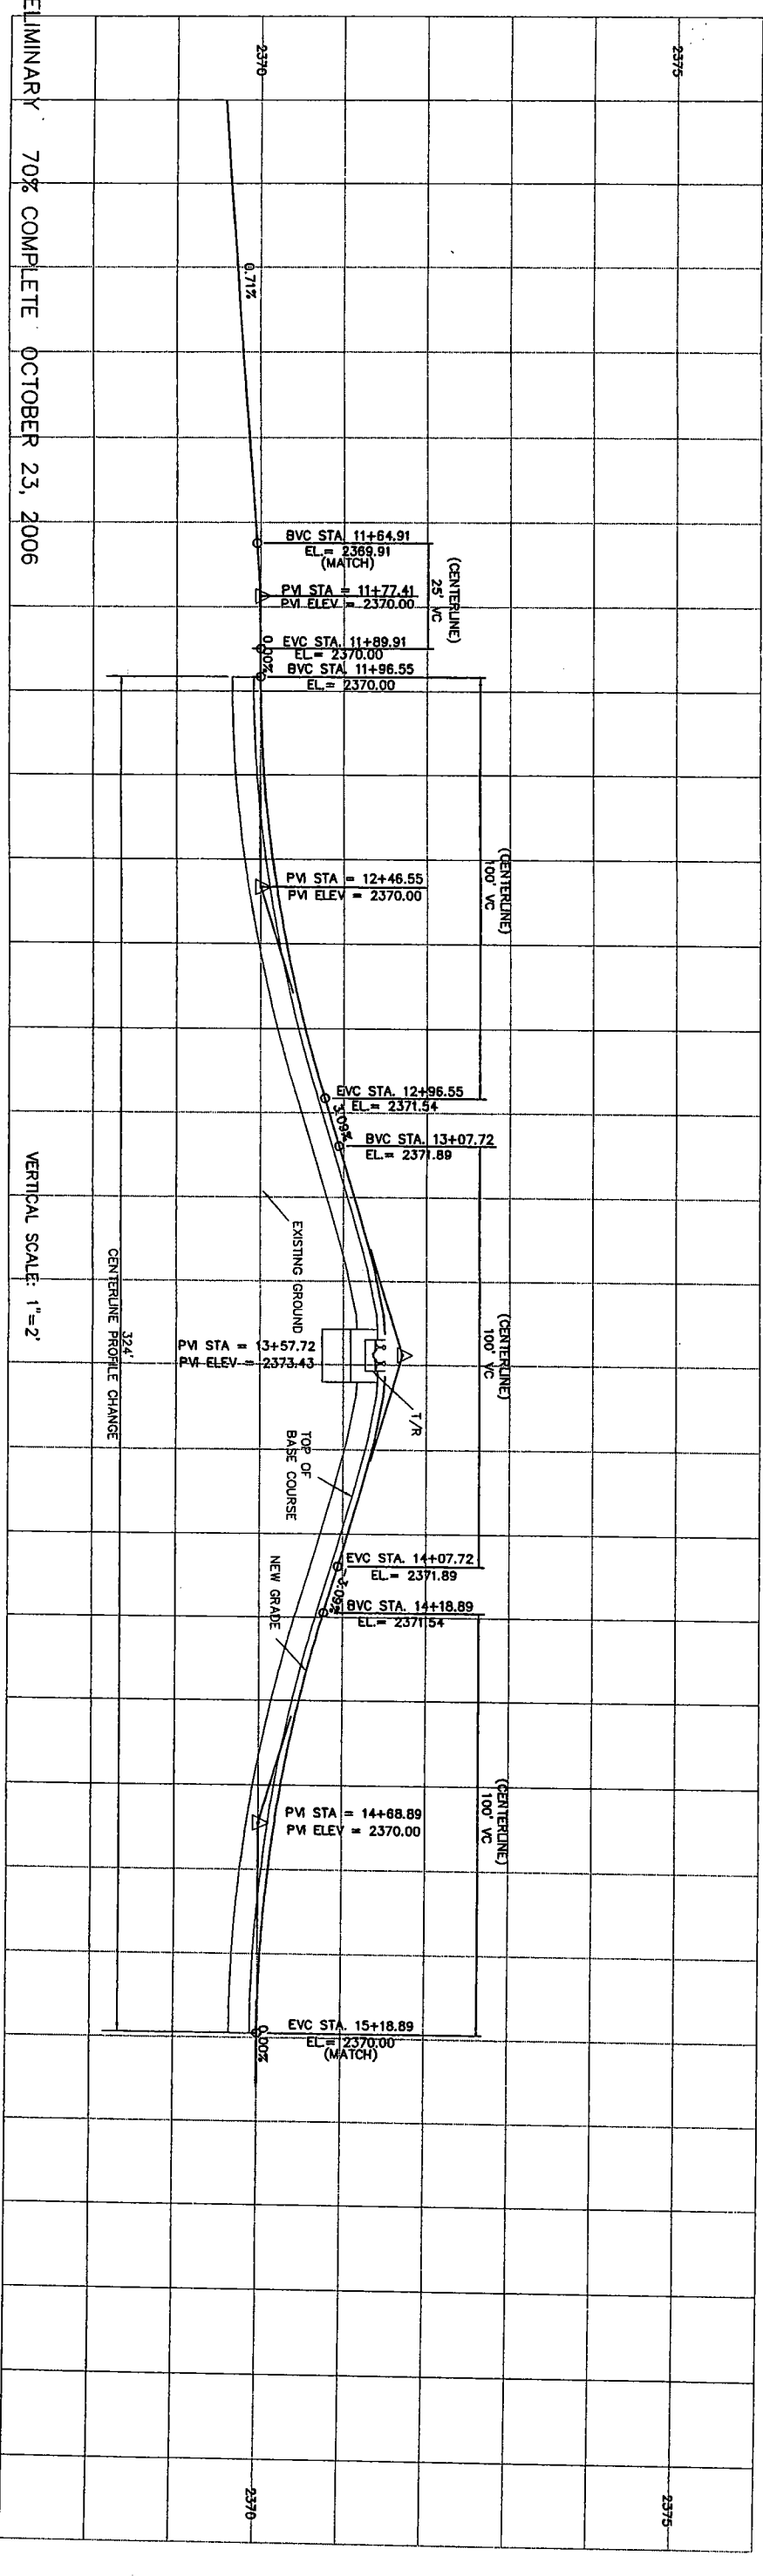 2370
2375
0.71%
BVC STA. 11+64.91
EL.= 2369.91
(MATCH)
PVI STA = 11+77.41
PVI ELEV = 2370.00
(CENTERLINE)
25' VC
EVC STA. 11+89.91
EL.= 2370.00
0.00%
BVC STA. 11+96.55
EL.= 2370.00
(CENTERLINE)
100' VC
PVI STA = 12+46.55
PVI ELEV = 2370.00
EVC STA. 12+96.55
EL.= 2371.54
3.09%
BVC STA. 13+07.72
EL.= 2371.89
EXISTING GROUND
(CENTERLINE)
100' VC
PVI STA = 13+57.72
PVI ELEV = 2373.43
324'
CENTERLINE PROFILE CHANGE
T/R
TOP OF
BASE COURSE
NEW GRADE
EVC STA. 14+07.72
EL.= 2371.89
-3.09%
BVC STA. 14+18.89
EL.= 2371.54
(CENTERLINE)
100' VC
PVI STA = 14+68.89
PVI ELEV = 2370.00
EVC STA. 15+18.89
EL.= 2370.00
(MATCH)
0.00%
2370
2375
VERTICAL SCALE: 1"=2'
ELIMINARY 70% COMPLETE OCTOBER 23, 2006